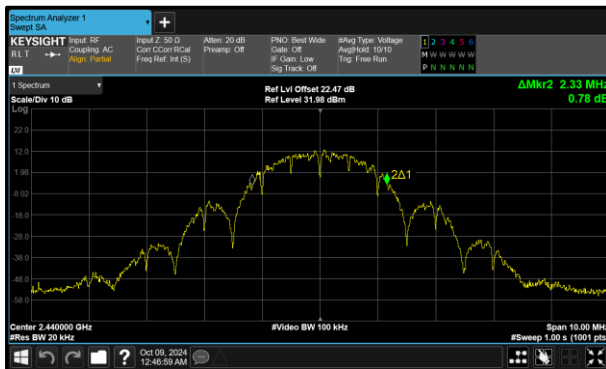 Spectrum Analyzer 1
Swept SA
KEYSIGHT
RLT
LXI
Input: RF
Coupling: AC
Align: Partial
Input Z: 50 Ω
Corr CCorr RCal
Freq Ref: Int (S)
Atten: 20 dB
Preamp: Off
PNO: Best Wide
Gate: Off
IF Gain: Low
Sig Track: Off
#Avg Type: Voltage
Avg|Hold: 10/10
Trig: Free Run
1 2 3 4 5 6
M W W W W W
P N N N N N
1 Spectrum
Scale/Div 10 dB
Ref Lvl Offset 22.47 dB
Ref Level 31.98 dBm
ΔMkr2 2.33 MHz
0.78 dB
Log
22.0
12.0
1.98
-8.02
-18.0
-28.0
-38.0
-48.0
-58.0
2Δ1
Center 2.440000 GHz
#Res BW 20 kHz
#Video BW 100 kHz
Span 10.00 MHz
#Sweep 1.00 s (1001 pts)
?
Oct 09, 2024
12:46:59 AM